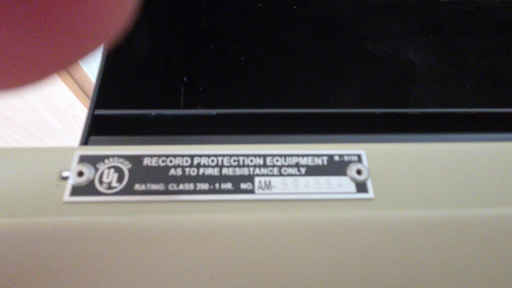 CLASSIFIED
UL
RECORD PROTECTION EQUIPMENT
AS TO FIRE RESISTANCE ONLY
RATING: CLASS 350 - 1 HR. NO. AM-